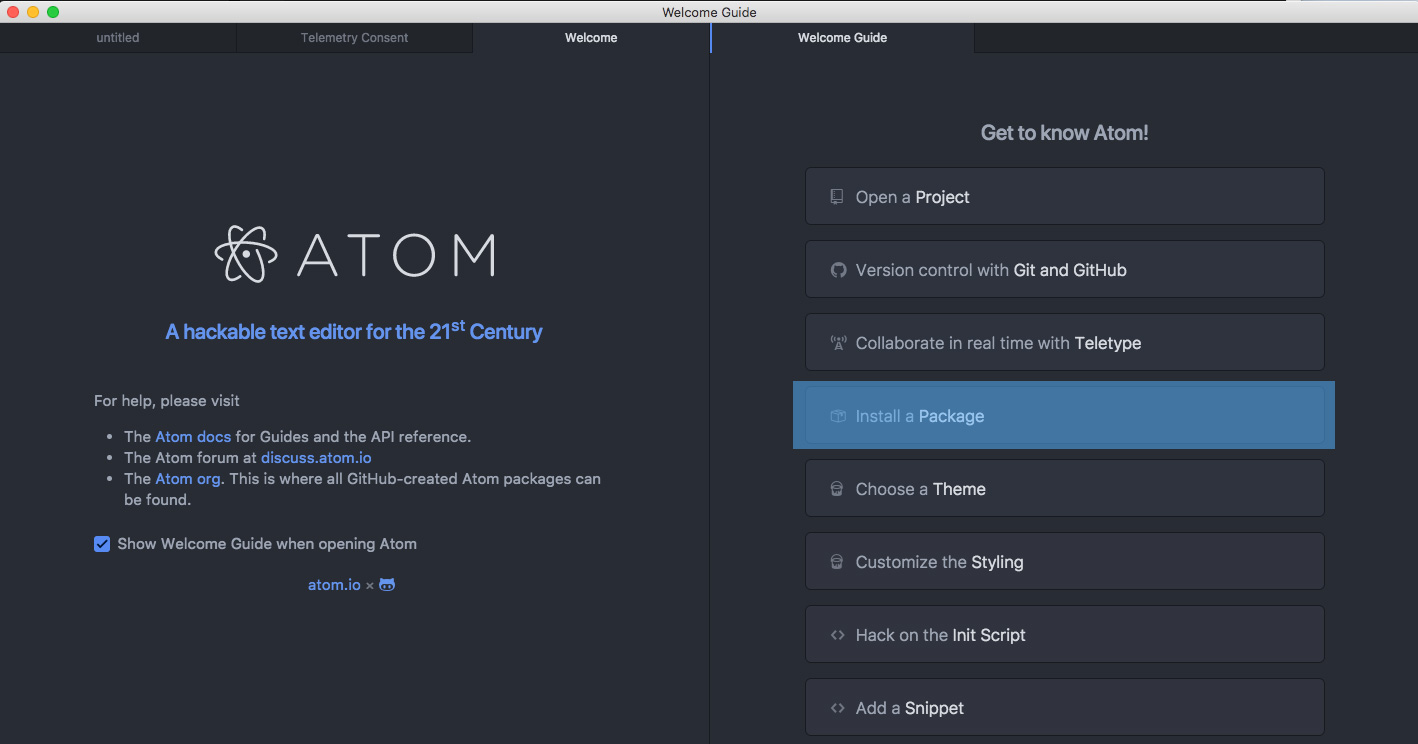 Welcome Guide
untitled
Telemetry Consent
Welcome
Welcome Guide
ATOM
A hackable text editor for the 21st Century
For help, please visit
• The Atom docs for Guides and the API reference.
• The Atom forum at discuss.atom.io
• The Atom org. This is where all GitHub-created Atom packages can
be found.
Show Welcome Guide when opening Atom
atom.io ×
Get to know Atom!
Open a Project
Version control with Git and GitHub
Collaborate in real time with Teletype
Install a Package
Choose a Theme
Customize the Styling
Hack on the Init Script
Add a Snippet